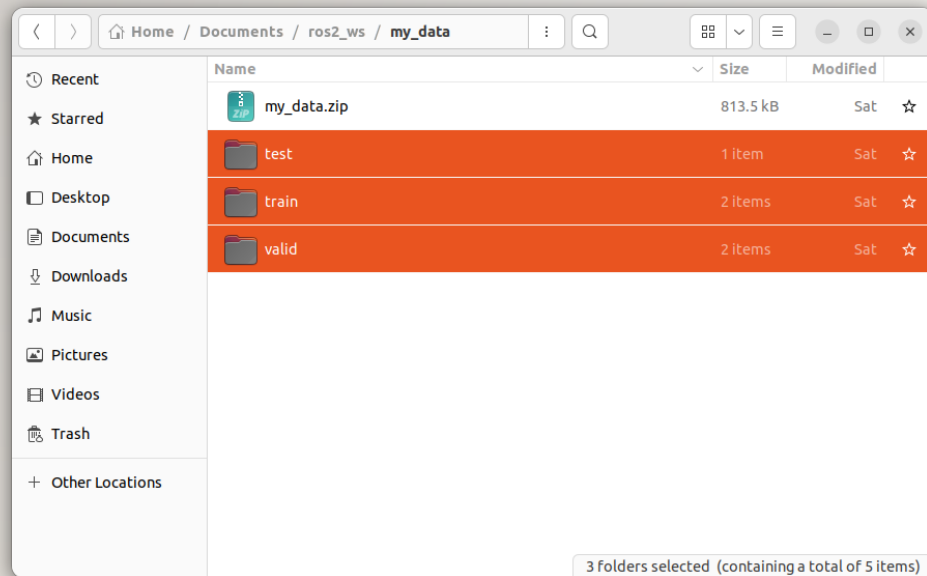 Home / Documents / ros2_ws / my_data
Name Size Modified
Recent
Starred
Home
Desktop
Documents
Downloads
Music
Pictures
Videos
Trash
+ Other Locations
ZIP my_data.zip 813.5 kB Sat
test 1 item Sat
train 2 items Sat
valid 2 items Sat
3 folders selected (containing a total of 5 items)